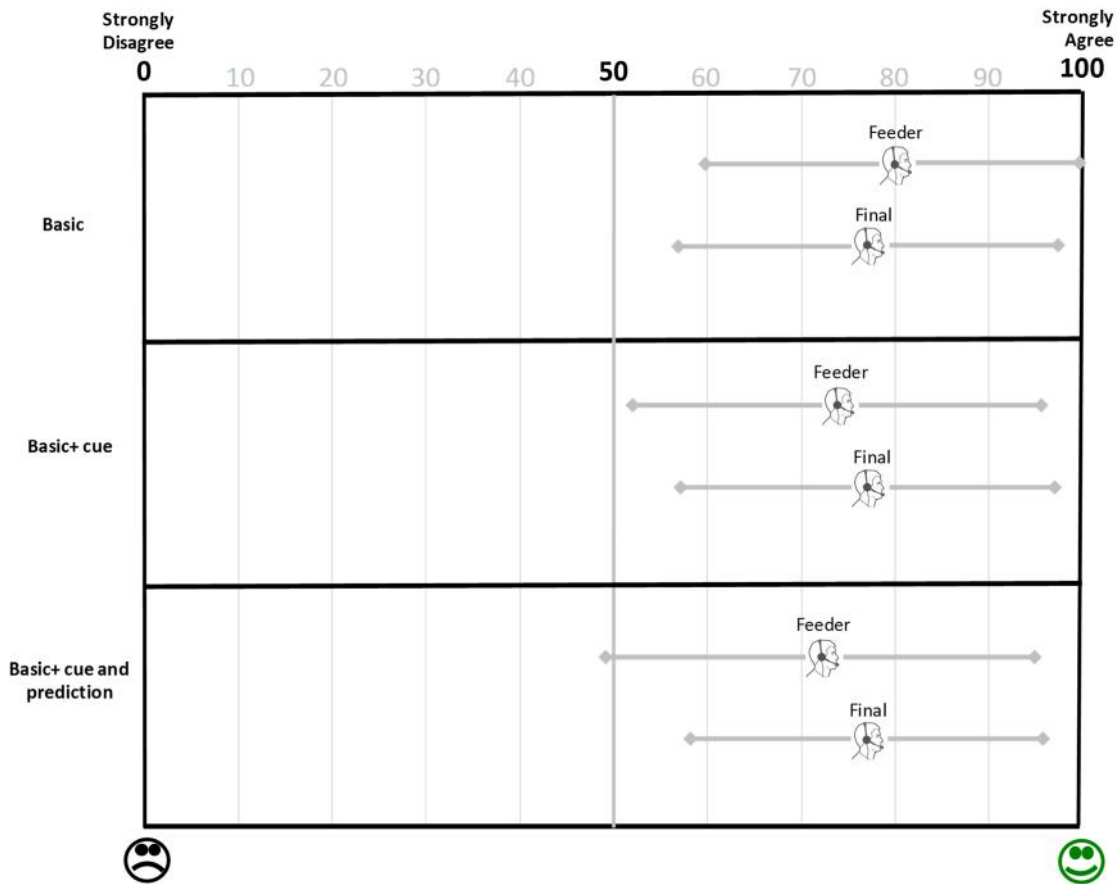 Strongly
Disagree
Strongly
Agree
0 10 20 30 40 50 60 70 80 90 100
Basic
Feeder
Final
Basic+ cue
Feeder
Final
Basic+ cue and
prediction
Feeder
Final